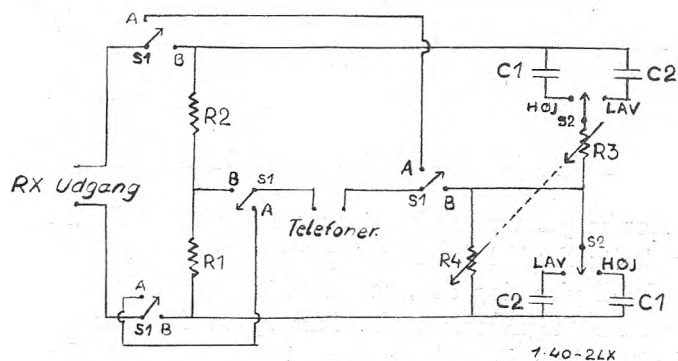 A
S1
B
C1
C2
HØJ
LAV
S2
R2
R3
A
B
S1
S1
B
A
RX Udgang
Telefoner.
S2
R1
R4
LAV
HØJ
A
C2
C1
S1
B
1·40-2LX